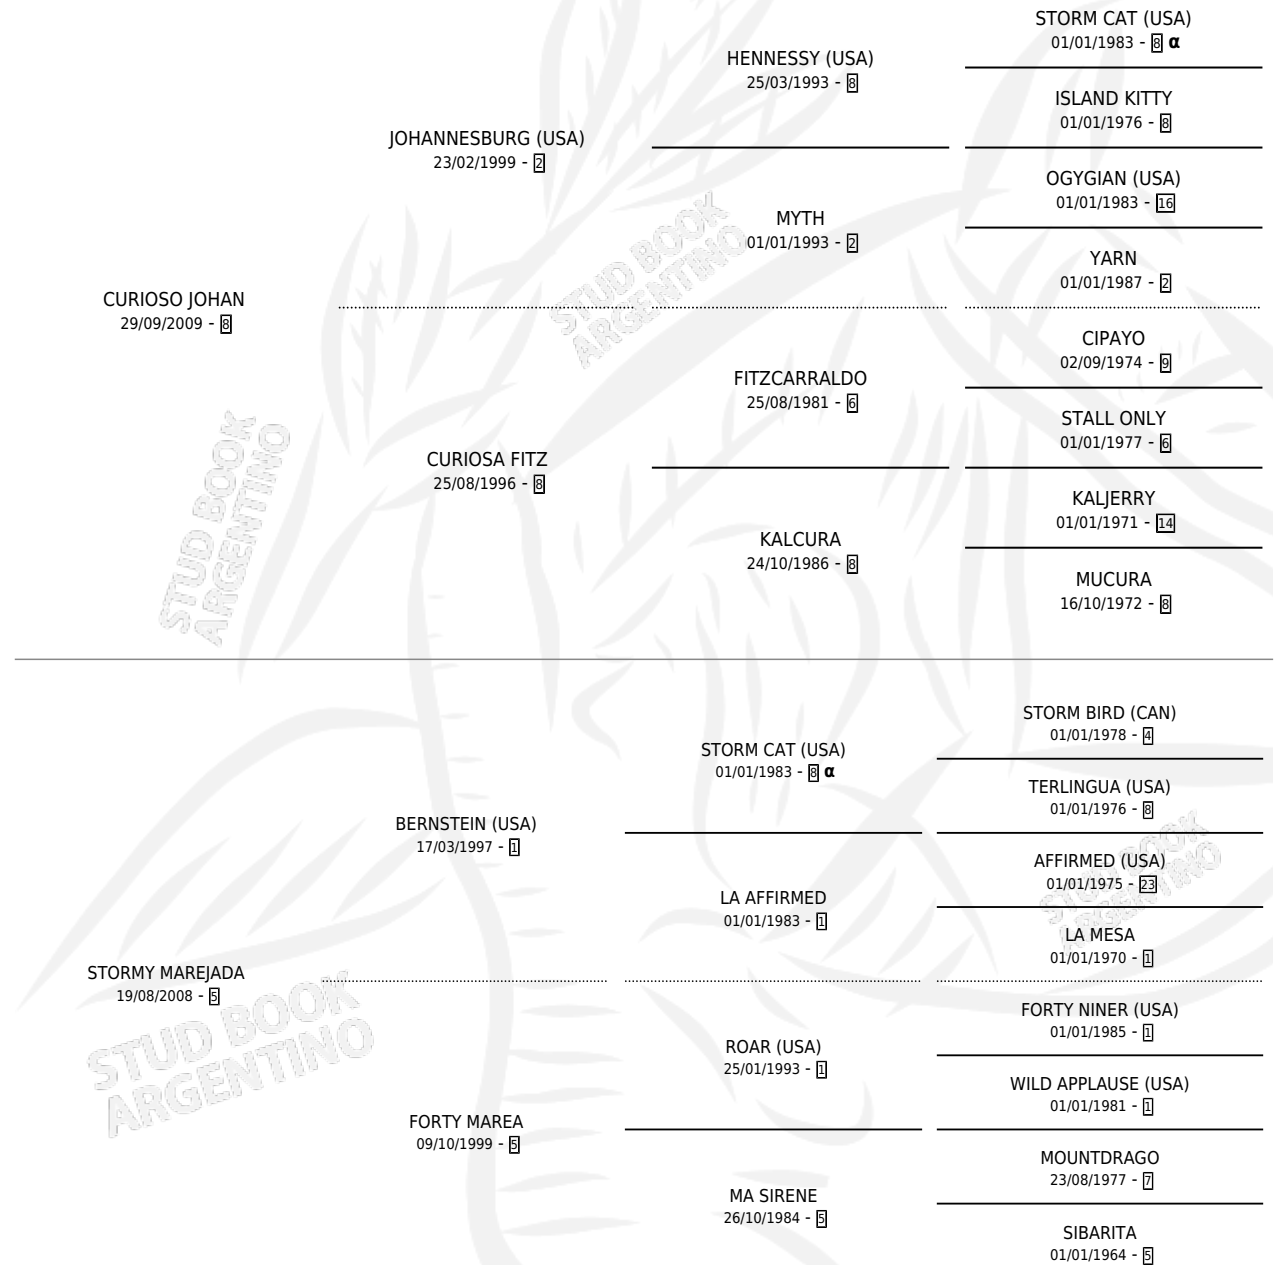 STORM CAT (USA)
01/01/1983 - 8 α
HENNESSY (USA)
25/03/1993 - 8
ISLAND KITTY
01/01/1976 - 8
JOHANNESBURG (USA)
23/02/1999 - 2
OGYGIAN (USA)
01/01/1983 - 16
MYTH
01/01/1993 - 2
YARN
01/01/1987 - 2
CURIOSO JOHAN
29/09/2009 - 8
CIPAYO
02/09/1974 - 9
FITZCARRALDO
25/08/1981 - 6
STALL ONLY
01/01/1977 - 6
CURIOSA FITZ
25/08/1996 - 8
KALJERRY
01/01/1971 - 14
KALCURA
24/10/1986 - 8
MUCURA
16/10/1972 - 8
STORM BIRD (CAN)
01/01/1978 - 4
STORM CAT (USA)
01/01/1983 - 8 α
TERLINGUA (USA)
01/01/1976 - 8
BERNSTEIN (USA)
17/03/1997 - 1
AFFIRMED (USA)
01/01/1975 - 23
LA AFFIRMED
01/01/1983 - 1
LA MESA
01/01/1970 - 1
STORMY MAREJADA
19/08/2008 - 5
FORTY NINER (USA)
01/01/1985 - 1
ROAR (USA)
25/01/1993 - 1
WILD APPLAUSE (USA)
01/01/1981 - 1
FORTY MAREA
09/10/1999 - 5
MOUNTDRAGO
23/08/1977 - 7
MA SIRENE
26/10/1984 - 5
SIBARITA
01/01/1964 - 5
STUD BOOK
ARGENTINO
STUD BOOK
ARGENTINO
STUD BOOK
ARGENTINO
STUD BOOK
ARGENTINO